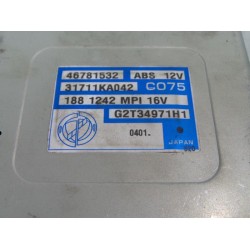 46781532 ABS 12V
31711KA042 C075
188 1242 MPI 16V
G2T34971H1
0401.
JAPAN